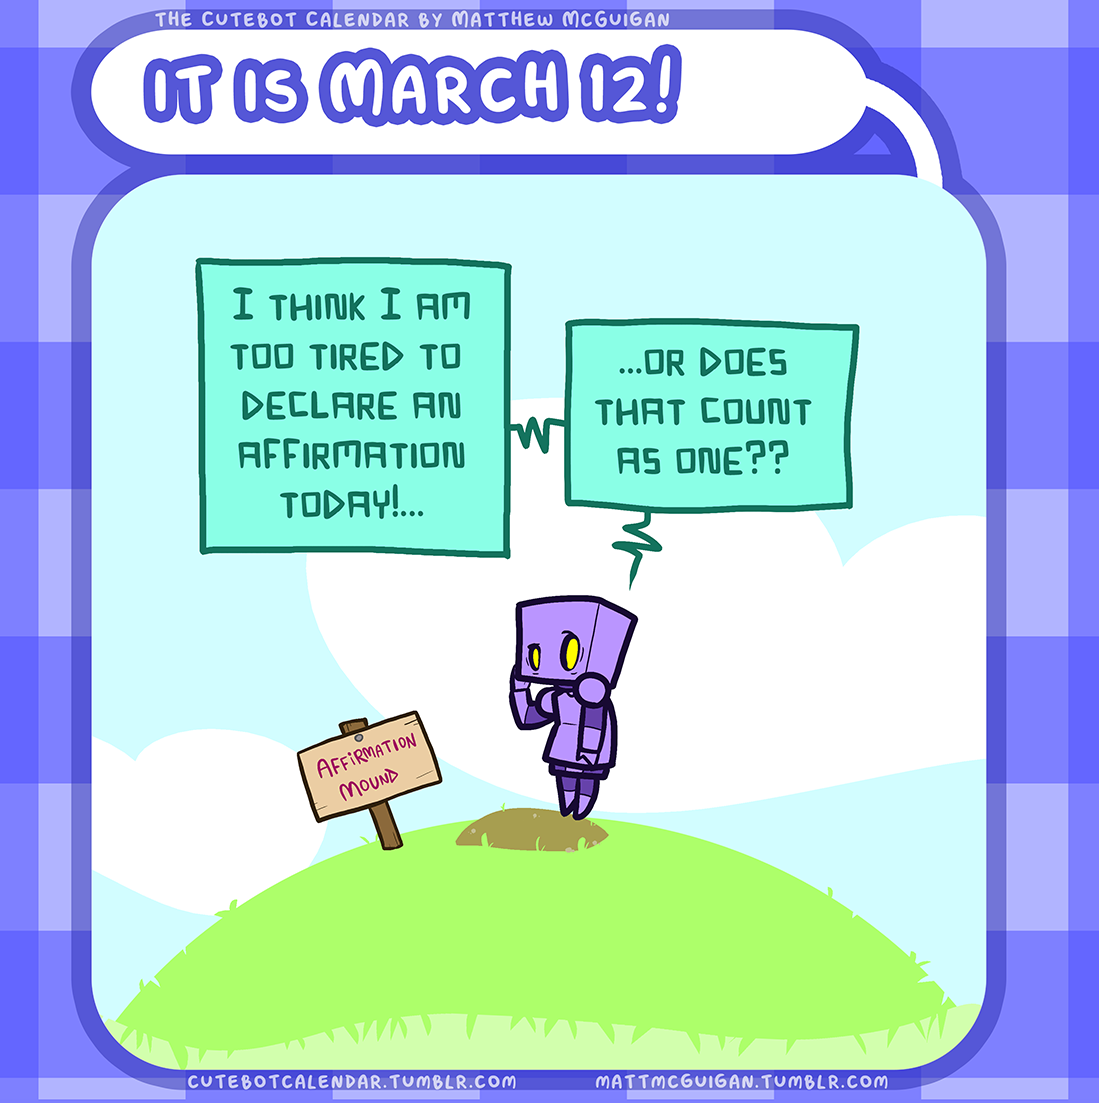 THE CUTEBOT CALENDAR BY MATTHEW MCGUIGAN
IT IS MARCH 12!
I THINK I AM
TOO TIRED TO
DECLARE AN
AFFIRMATION
TODAY!...
...OR DOES
THAT COUNT
AS ONE??
AFFIRMATION
MOUND
CUTEBOTCALENDAR.TUMBLR.COM
MATTMCGUIGAN.TUMBLR.COM